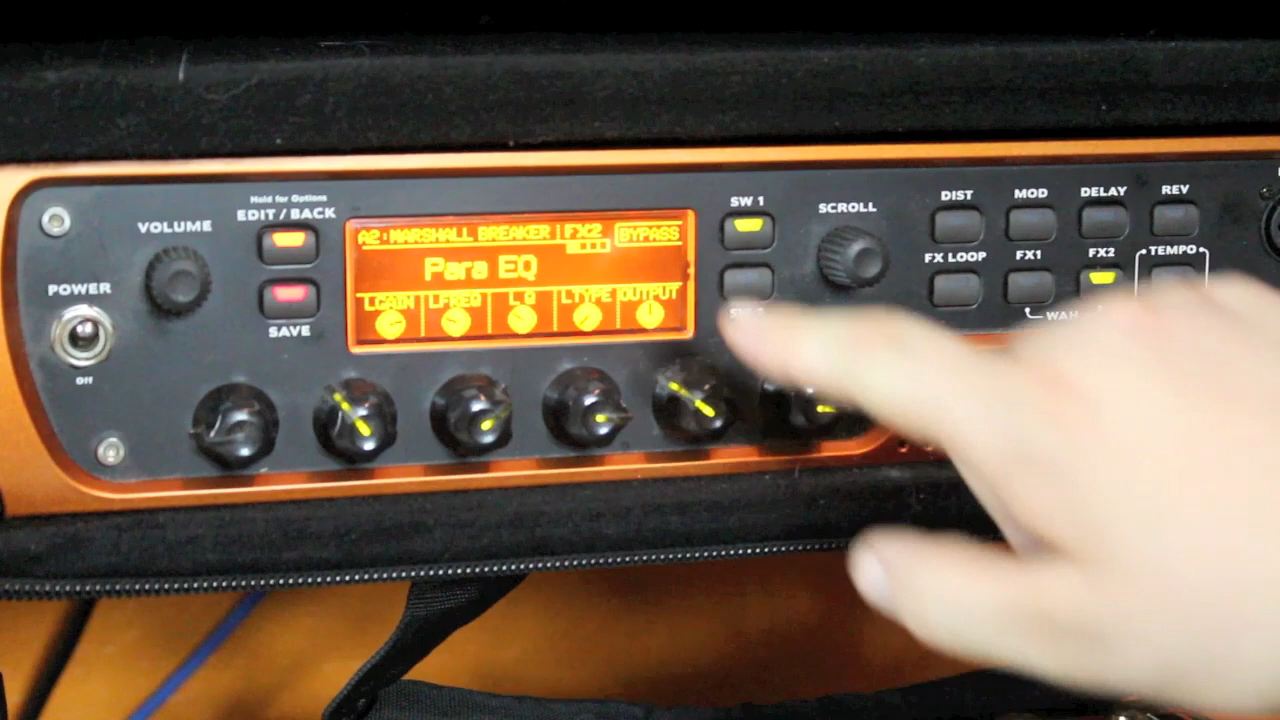 Hold for Options
EDIT / BACK
VOLUME
POWER
Off
SAVE
A2:MARSHALL BREAKER FX2 BYPASS
Para EQ
LGAIN LFREQ L Q LTYPE OUTPUT
SW 1
SCROLL
DIST MOD DELAY REV
FX LOOP FX1 FX2 TEMPO
WAH